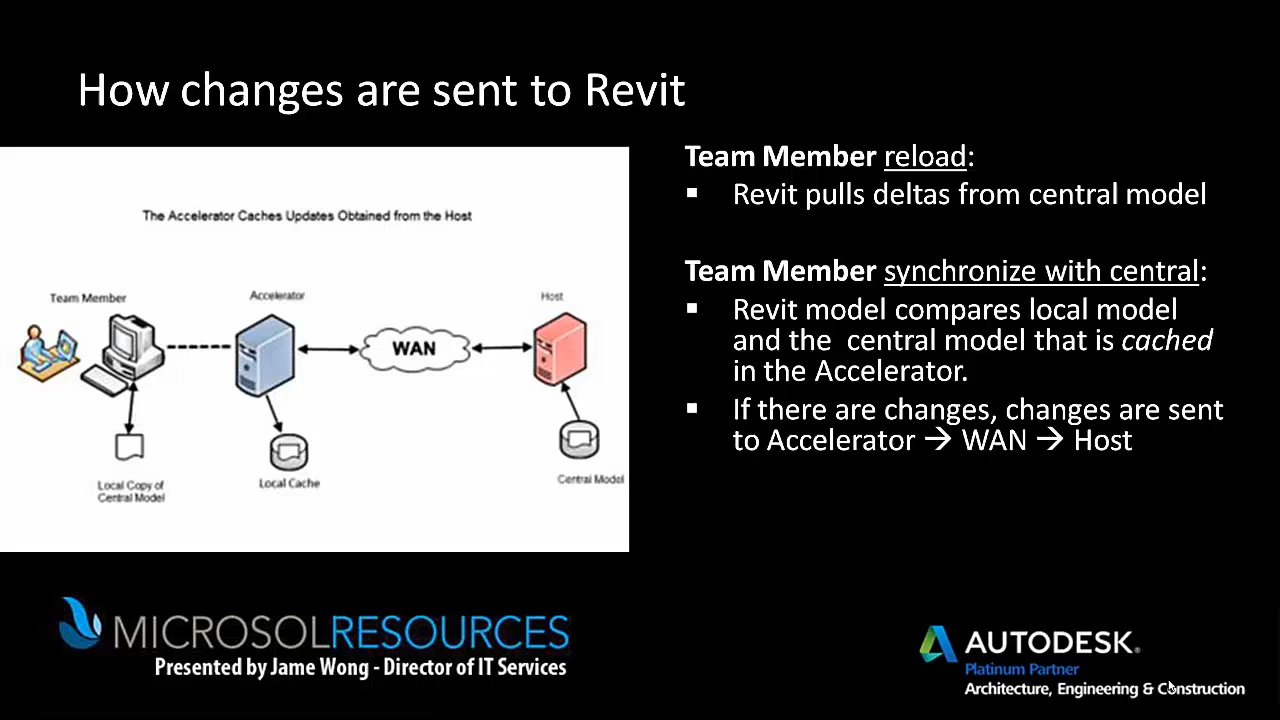 How changes are sent to Revit
The Accelerator Caches Updates Obtained from the Host
Team Member
Accelerator
Host
WAN
Local Copy of
Central Model
Local Cache
Central Model
Team Member reload:
▪ Revit pulls deltas from central model
Team Member synchronize with central:
▪ Revit model compares local model
and the central model that is cached
in the Accelerator.
▪ If there are changes, changes are sent
to Accelerator → WAN → Host
MICROSOLRESOURCES
Presented by Jame Wong - Director of IT Services
AUTODESK®
Platinum Partner
Architecture, Engineering & Construction